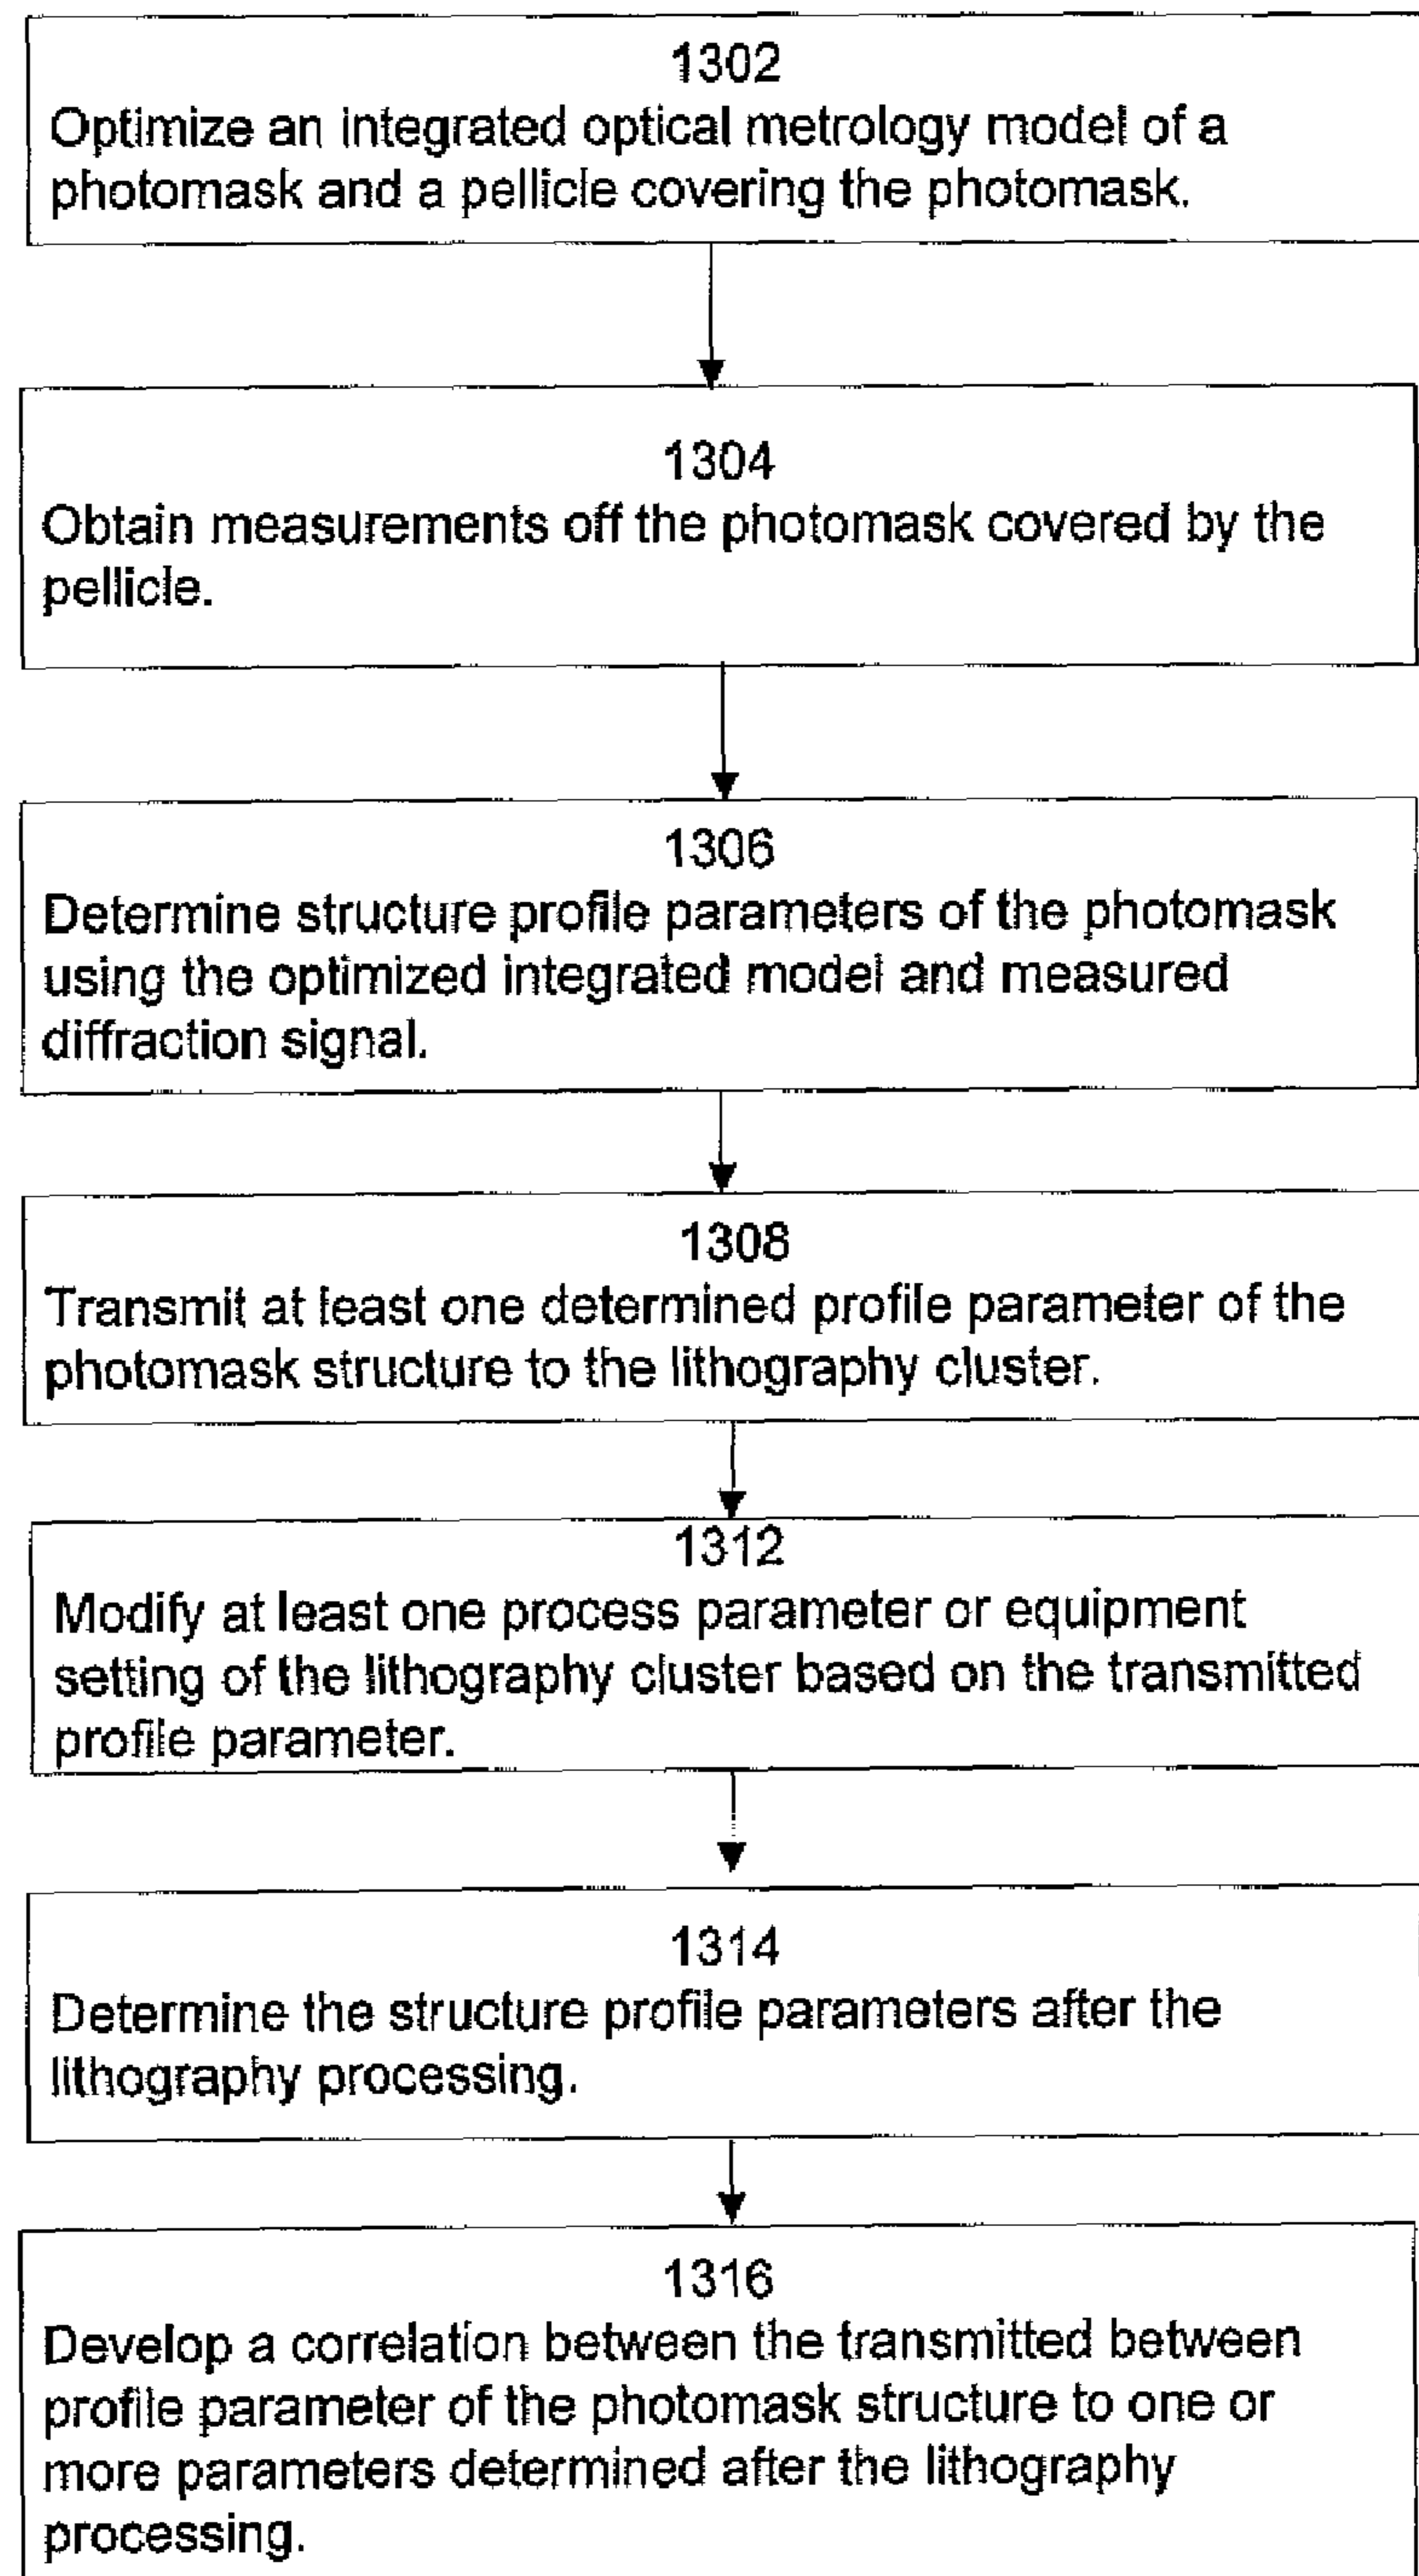 1302
Optimize an integrated optical metrology model of a
photomask and a pellicle covering the photomask.
1304
Obtain measurements off the photomask covered by the
pellicle.
1306
Determine structure profile parameters of the photomask
using the optimized integrated model and measured
diffraction signal.
1308
Transmit at least one determined profile parameter of the
photomask structure to the lithography cluster.
1312
Modify at least one process parameter or equipment
setting of the lithography cluster based on the transmitted
profile parameter.
1314
Determine the structure profile parameters after the
lithography processing.
1316
Develop a correlation between the transmitted between
profile parameter of the photomask structure to one or
more parameters determined after the lithography
processing.